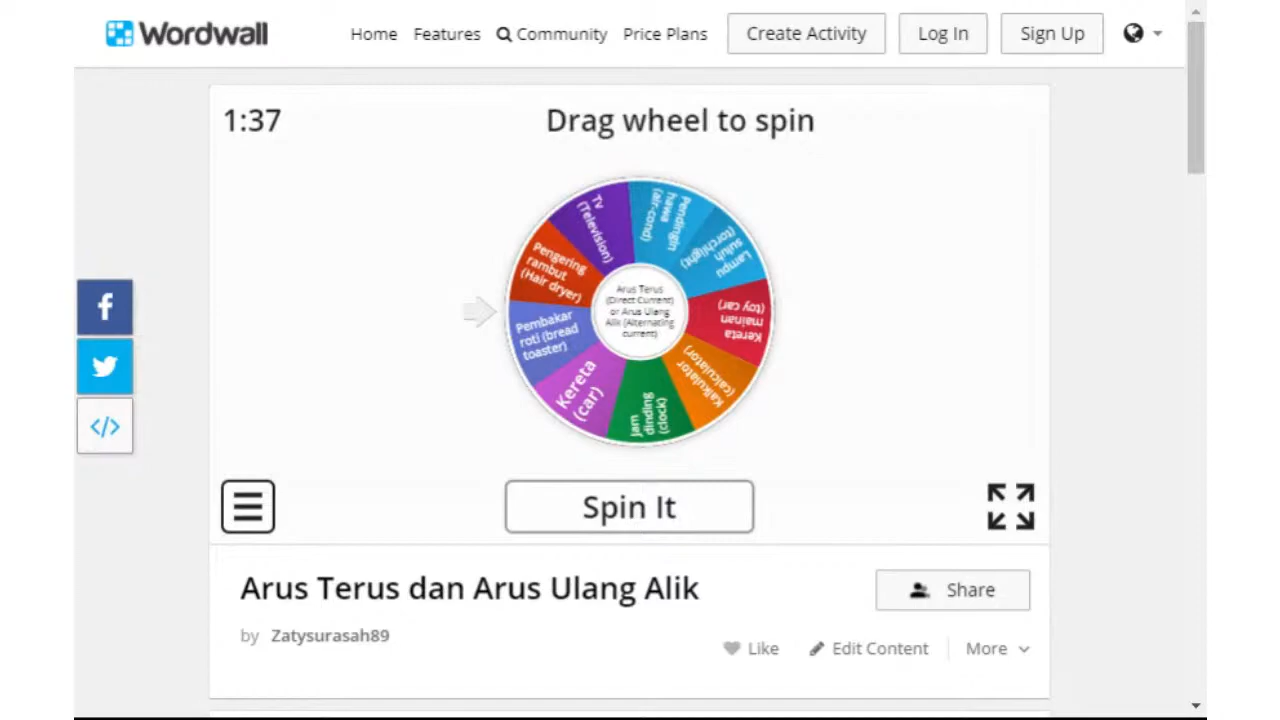 Wordwall
Home Features Community Price Plans Create Activity Log In Sign Up
1:37
Drag wheel to spin
Tv
(Television)
Pendingin
hawa
(air-cond)
Lampu
suluh
(torchlight)
Kereta
mainan
(toy car)
Kalkulator
(calculator)
Jam
dinding
(clock)
Kereta
(car)
Pembakar
roti (bread
toaster)
Pengering
rambut
(Hair dryer)
Arus Terus
(Direct Current)
or Arus Ulang
Alik (Alternating
current)
Spin It
Arus Terus dan Arus Ulang Alik
Share
by Zatysurasah89
Like Edit Content More